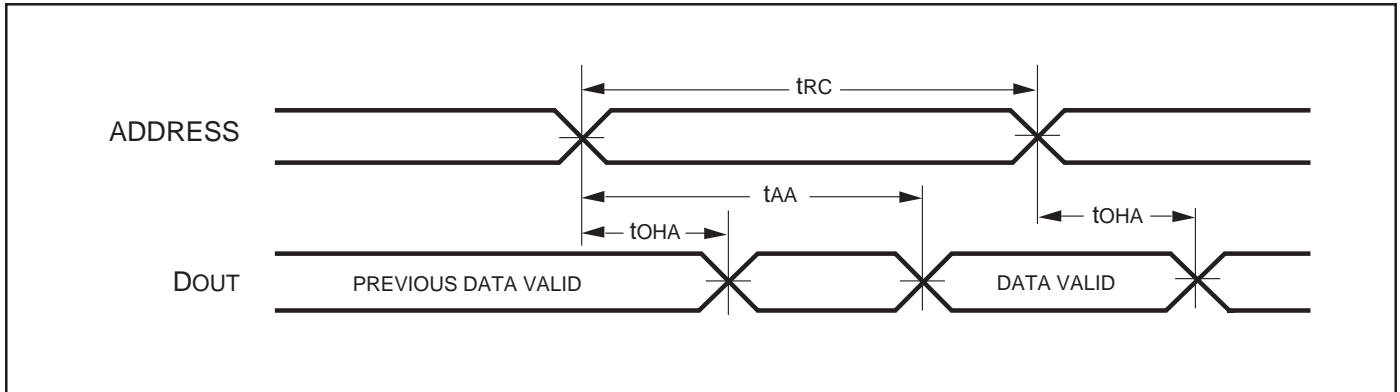 tRC
ADDRESS
tAA
tOHA
tOHA
DOUT
PREVIOUS DATA VALID
DATA VALID